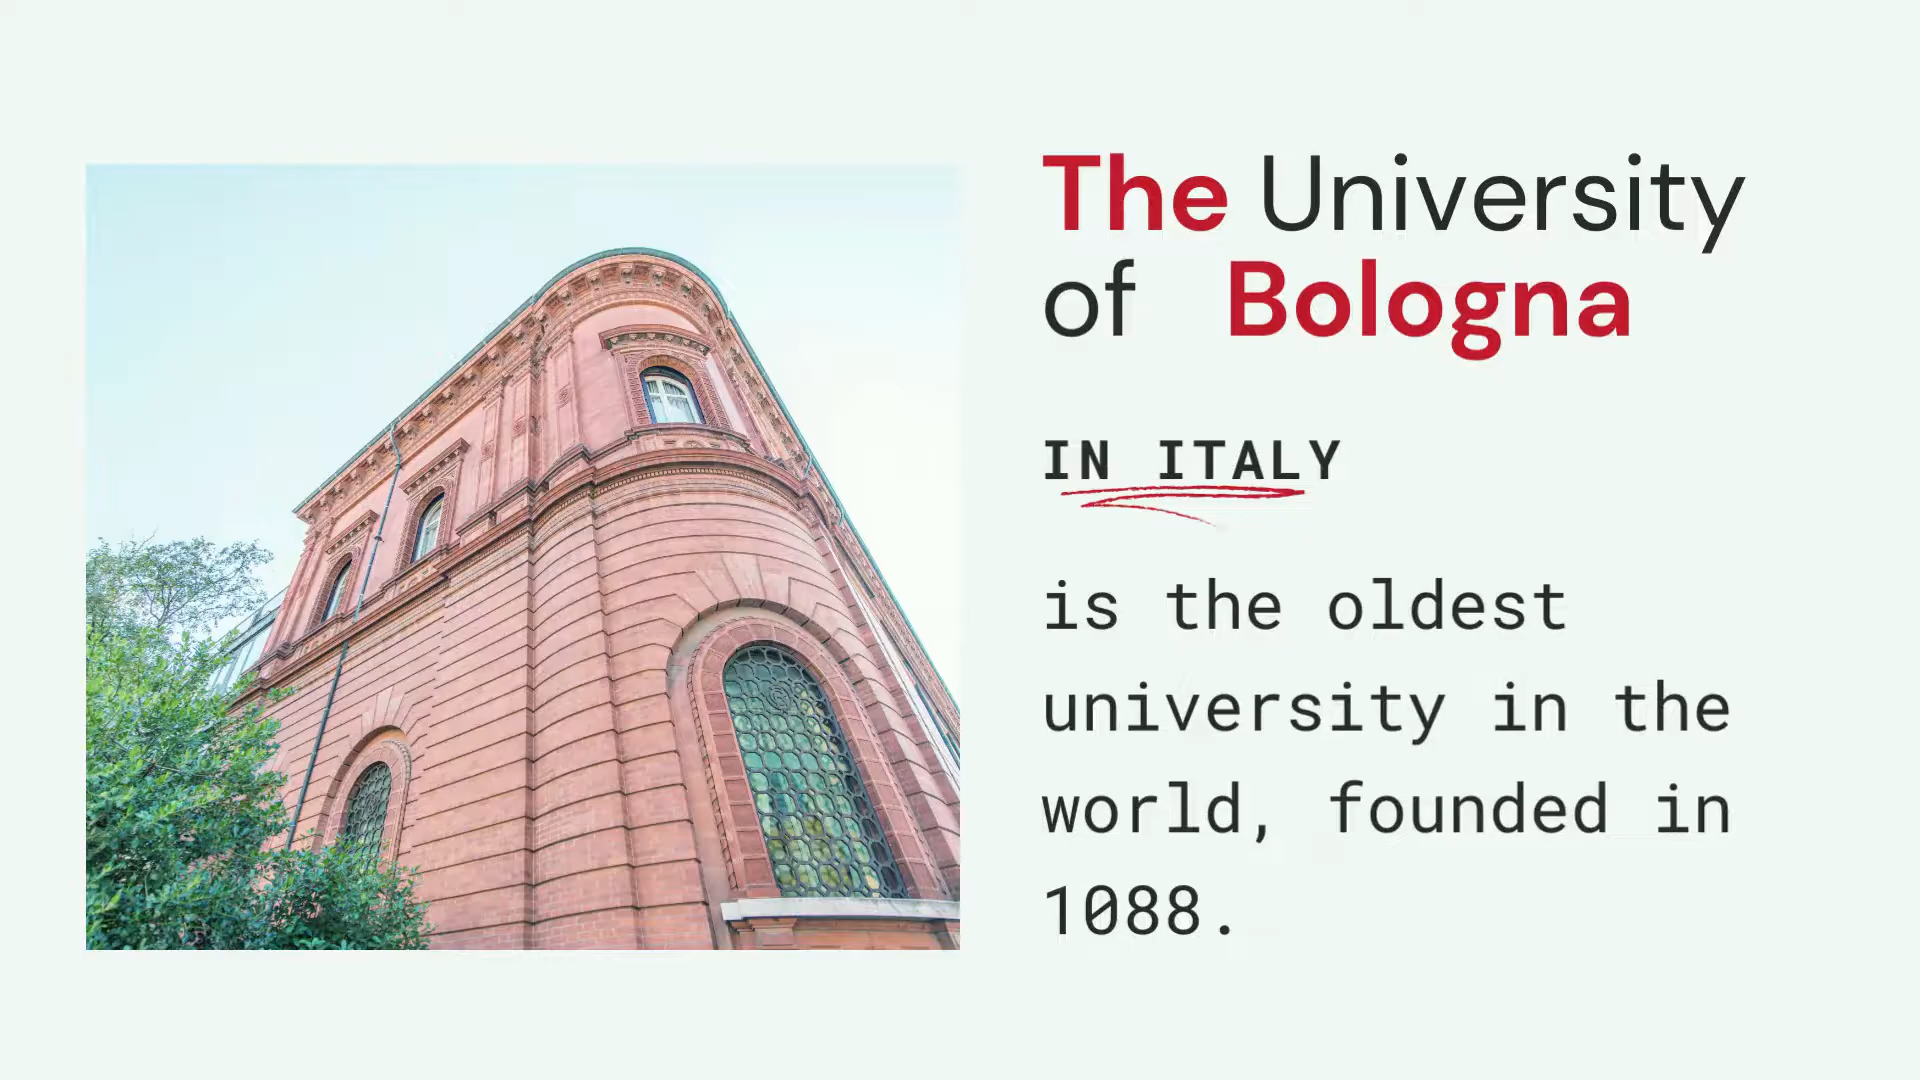 The University
of Bologna
IN ITALY
is the oldest
university in the
world, founded in
1088.